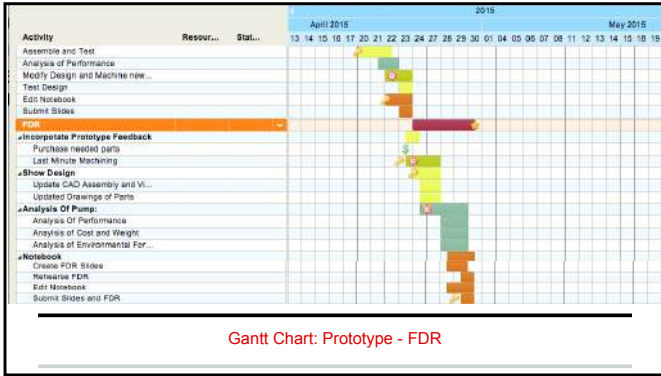 2015
April 2015 May 2015
Activity Resour... Stat... 13 14 15 16 17 20 21 22 23 24 27 28 29 30 01 04 05 06 07 08 11 12 13 14 15 18 19
Assemble and Test
Analysis of Performance
Modify Design and Machine new...
Test Design
Edit Notebook
Submit Slides
FDR
Incorpotate Prototype Feedback
Purchase needed parts
Last Minute Machining
Show Design
Update CAD Assembly and Vi...
Updated Drawings of Parts
Analysis Of Pump:
Analysis Of Performance
Anaylsis of Cost and Weight
Analysis of Environmental For...
Notebook
Create FDR Slides
Rehearse FDR
Edit Notebook
Submit Slides and FDR
Gantt Chart: Prototype - FDR